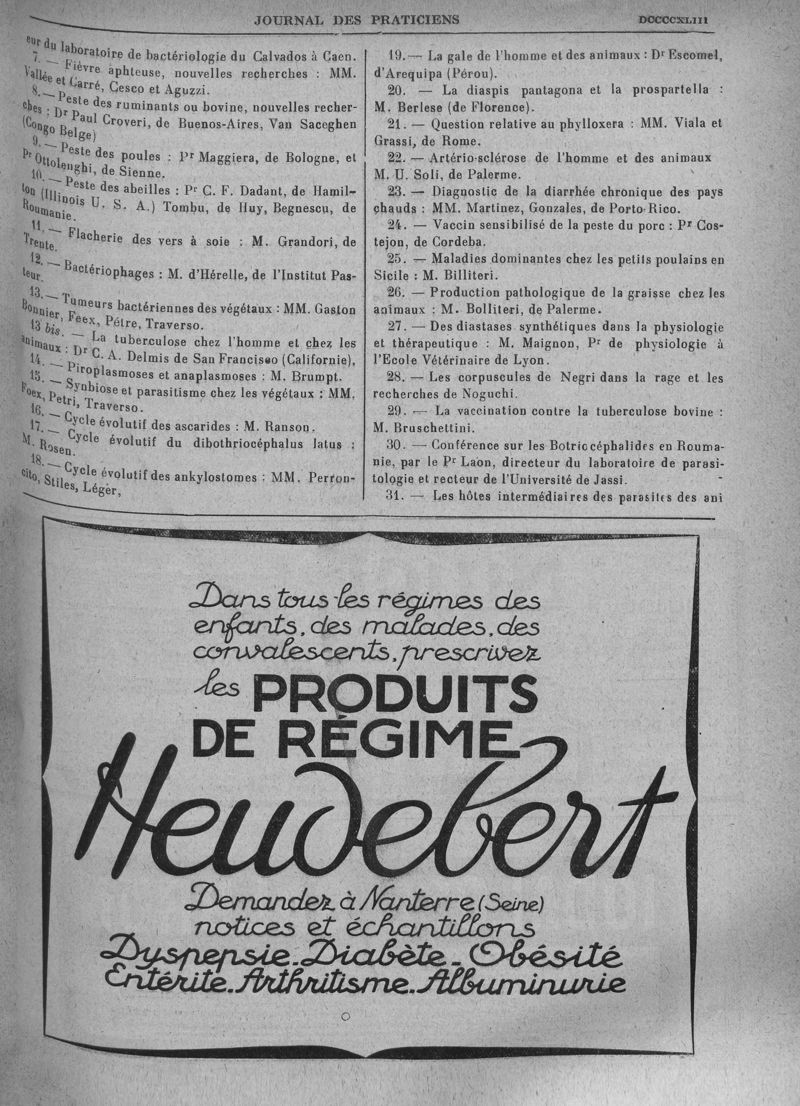 JOURNAL DES PRATICIENS
DCCCCXLIII
eur du laboratoire de bactériologie du Calvados à Caen.
7. — Fièvre aphteuse, nouvelles recherches : MM.
Vallée et Carré, Cesco et Aguzzi.
8. — Peste des ruminants ou bovine, nouvelles recher-
ches : Dr Paul Croveri, de Buenos-Aires, Van Saceghen
(Congo Belge)
9. — Peste des poules : Pr Maggiera, de Bologne, et
Pr Ottolenghi, de Sienne.
10. — Peste des abeilles : Pr C. F. Dadant, de Hamil-
ton (Illinois U. S. A.) Tombu, de Huy, Begnescu, de
Roumanie.
11. — Flacherie des vers à soie : M. Grandori, de
Trente.
12. — Bactériophages : M. d'Hérelle, de l'Institut Pas-
teur.
13. — Tumeurs bactériennes des végétaux : MM. Gaston
Bonnier, Feex, Pétre, Traverso.
13 bis. — La tuberculose chez l'homme et chez les
animaux : Dr C. A. Delmis de San Francisco (Californie),
14. — Piroplasmoses et anaplasmoses : M. Brumpt.
15. — Synbiose et parasitisme chez les végétaux : MM.
Foex, Petri, Traverso.
16. — Cycle évolutif des ascarides : M. Ranson.
17. — Cycle évolutif du dibothriocéphalus latus :
M. Rosen.
18. — Cycle évolutif des ankylostomes : MM. Perron-
cito, Stiles, Léger,
19. — La gale de l'homme et des animaux : Dr Escomel,
d'Arequipa (Pérou).
20. — La diaspis pantagona et la prospartella :
M. Berlese (de Florence).
21. — Question relative au phylloxera : MM. Viala et
Grassi, de Rome.
22. — Artério-sclérose de l'homme et des animaux
M. U. Soli, de Palerme.
23. — Diagnostic de la diarrhée chronique des pays
chauds : MM. Martinez, Gonzales, de Porto-Rico.
24. — Vaccin sensibilisé de la peste du porc : Pr Cos-
tejon, de Cordeba.
25. — Maladies dominantes chez les petits poulains en
Sicile : M. Billiteri.
26. — Production pathologique de la graisse chez les
animaux : M. Bolliteri, de Palerme.
27. — Des diastases synthétiques dans la physiologie
et thérapeutique : M. Maignon, Pr de physiologie à
l'Ecole Vétérinaire de Lyon.
28. — Les corpuscules de Negri dans la rage et les
recherches de Noguchi.
29. — La vaccination contre la tuberculose bovine :
M. Bruschettini.
30. — Conférence sur les Botriccéphalides en Rouma-
nie, par le Pr Laon, directeur du laboratoire de parasi-
tologie et recteur de l'Université de Jassi.
31. — Les hôtes intermédiaires des parasites des ani
Dans tous les régimes des
enfants, des malades, des
convalescents, prescrivez
les PRODUITS
DE RÉGIME
Heudebert
Demandez à Nanterre (Seine)
notices et échantillons
Dyspepsie. Diabète. Obésité
Entérite. Arthritisme. Albuminurie